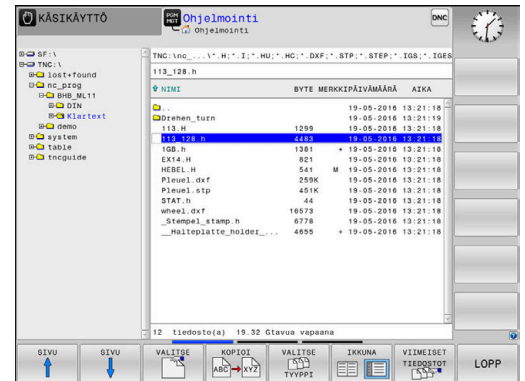 KÄSIKÄYTTÖ
PGM MGT Ohjelmointi
Ohjelmointi
DNC
SF:\
TNC:\
lost+found
nc_prog
BHB_ML11
DIN
Klartext
demo
system
table
tncguide
TNC:\nc_...\*.H;*.I;*.HU;*.HC;*.DXF;*.STP;*.STEP;*.IGS;*.IGES
113_128.h
NIMI BYTE MERKKIPÄIVÄMÄÄRÄ AIKA
.. 19-05-2016 13:21:18
Drehen_turn 19-05-2016 13:21:19
113.H 1299 19-05-2016 13:21:18
113_128.h 4483 19-05-2016 13:21:18
1GB.h 1381 + 19-05-2016 13:21:18
EX14.H 821 19-05-2016 13:21:18
HEBEL.H 541 M 19-05-2016 13:21:18
Pleuel.dxf 259K 19-05-2016 13:21:18
Pleuel.stp 451K 19-05-2016 13:21:18
STAT.h 44 19-05-2016 13:21:18
wheel.dxf 16573 19-05-2016 13:21:18
_Stempel_stamp.h 6778 19-05-2016 13:21:18
__Halteplatte_holder_... 4655 + 19-05-2016 13:21:18
12 tiedosto(a) 19.32 Gtavua vapaana
SIVU
SIVU
VALITSE
KOPIOI
ABC XYZ
VALITSE
TYYPPI
IKKUNA
VIIMEISET
TIEDOSTOT
LOPP